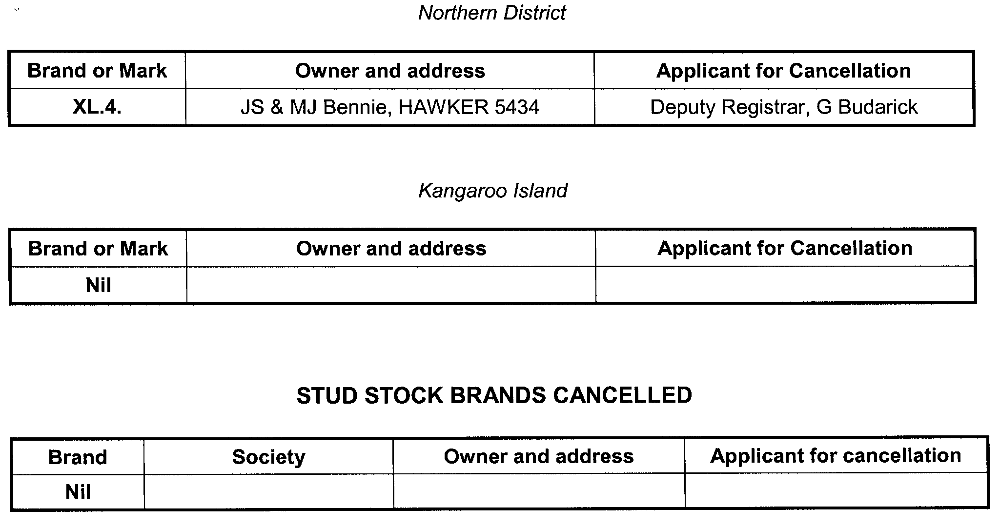 Northern District
Brand or Mark Owner and address Applicant for Cancellation
XL.4. JS & MJ Bennie, HAWKER 5434 Deputy Registrar, G Budarick
Kangaroo Island
Brand or Mark Owner and address Applicant for Cancellation
Nil
STUD STOCK BRANDS CANCELLED
Brand Society Owner and address Applicant for cancellation
Nil